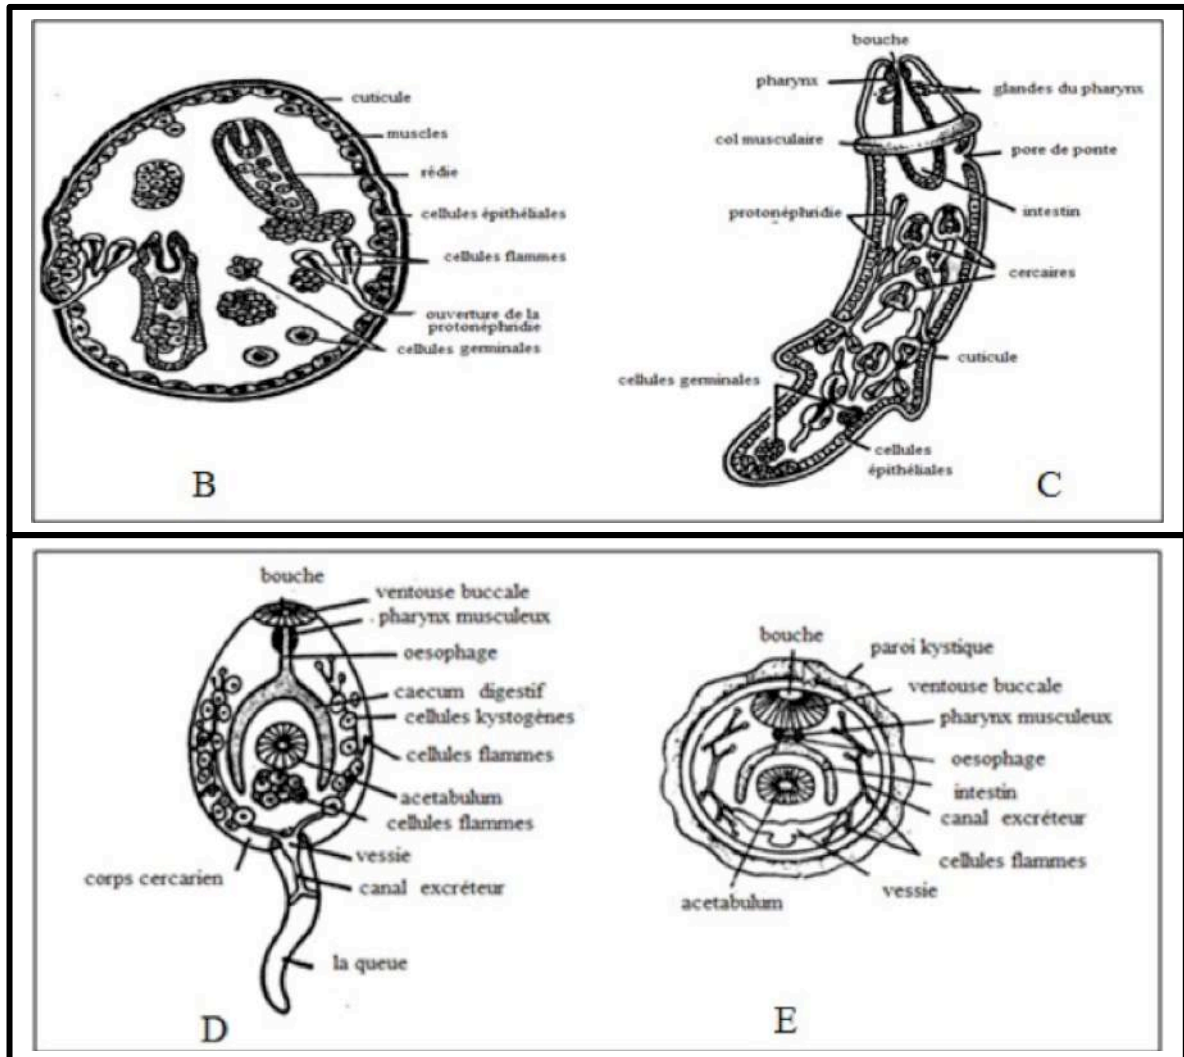 cuticule
muscles
rédie
cellules épithéliales
cellules flammes
ouverture de la
protonéphridie
cellules germinales
B
bouche
pharynx
glandes du pharynx
col musculaire
pore de ponte
protonéphridie
intestin
cercaires
cuticule
cellules germinales
cellules
épithéliales
C
bouche
ventouse buccale
pharynx musculeux
oesophage
caecum digestif
cellules kystogènes
cellules flammes
acetabulum
cellules flammes
vessie
corps cercarien
canal excréteur
la queue
D
bouche
paroi kystique
ventouse buccale
pharynx musculeux
oesophage
intestin
canal excréteur
cellules flammes
vessie
acetabulum
E